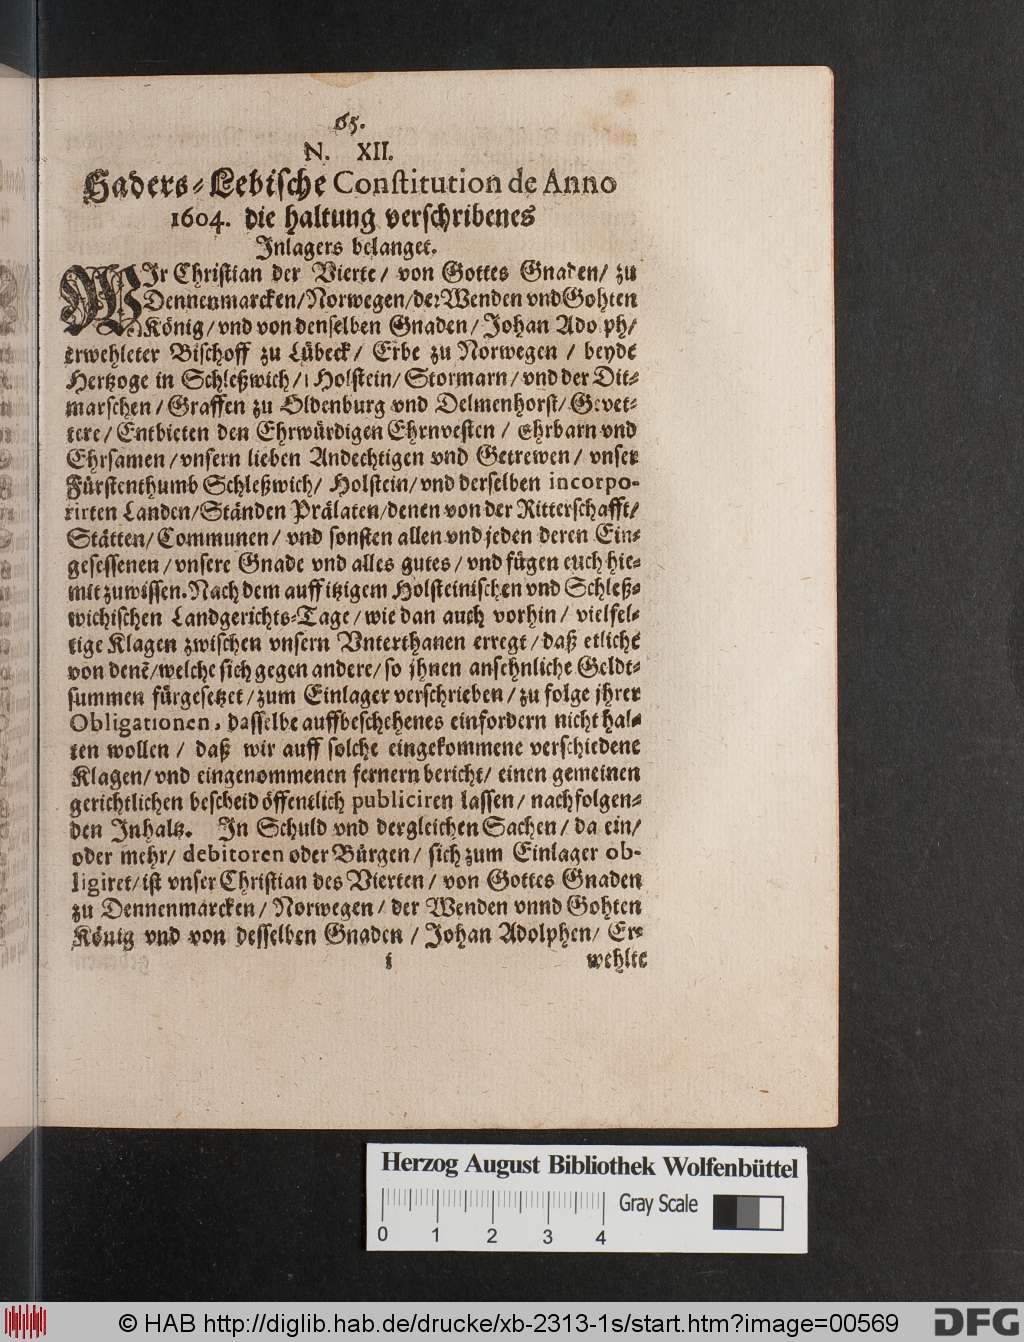 65.
N. XII.
Haders-Lebische Constitution de Anno
1604. die haltung verschribenes
Inlagers belanget.
WIr Christian der Vierte/ von Gottes Gnaden/ zu
Dennenmarcken/Norwegen/der Wenden vnd Gohten
König/vnd von denselben Gnaden/Johan Adolph/
erwehleter Bischoff zu Lübeck/ Erbe zu Norwegen / beyde
Hertzoge in Schleßwich/ Holstein/ Stormarn/vnd der Dit-
marschen/Graffen zu Oldenburg vnd Delmenhorst/Gevet-
tere/Entbieten den Ehrwürdigen Ehrnvesten / Ehrbarn vnd
Ehrsamen/vnsern lieben Andechtigen vnd Getrewen/ vnser
Fürstenthumb Schleßwich/ Holstein/vnd derselben incorpo-
rirten Landen/Ständen Prälaten/denen von der Ritterschafft/
Stätten/Communen/ vnd sonsten allen vnd jeden deren Ein-
gesessenen/vnsere Gnade vnd alles gutes/vnd fügen euch hie-
mit zuwissen. Nach dem auff itzigem Holsteinischen vnd Schleß-
wichischen Landgerichts-Tage/wie dan auch vorhin/ vielfel-
tige Klagen zwischen vnsern Vnterthanen erregt/daß etliche
von denē/welche sich gegen andere/so jhnen ansehnliche Geldt-
summen fürgesetzet/zum Einlager verschrieben/zu folge jhrer
Obligationen, dasselbe auffbeschehenes einfordern nicht hal-
ten wollen / daß wir auff solche eingekommene verschiedene
Klagen/vnd eingenommenen fernern bericht/ einen gemeinen
gerichtlichen bescheid öffentlich publiciren lassen/nachfolgen-
den Inhaltz. In Schuld vnd dergleichen Sachen/da ein/
oder mehr/ debitoren oder Bürgen/ sich zum Einlager ob-
ligiret/ist vnser Christian des Vierten/von Gottes Gnaden
zu Dennenmarcken/Norwegen/der Wenden vnnd Gohten
König vnd von desselben Gnaden /Johan Adolphen/ Er-
i wehlte
Herzog August Bibliothek Wolfenbüttel
Gray Scale
0 1 2 3 4
© HAB http://diglib.hab.de/drucke/xb-2313-1s/start.htm?image=00569
DFG